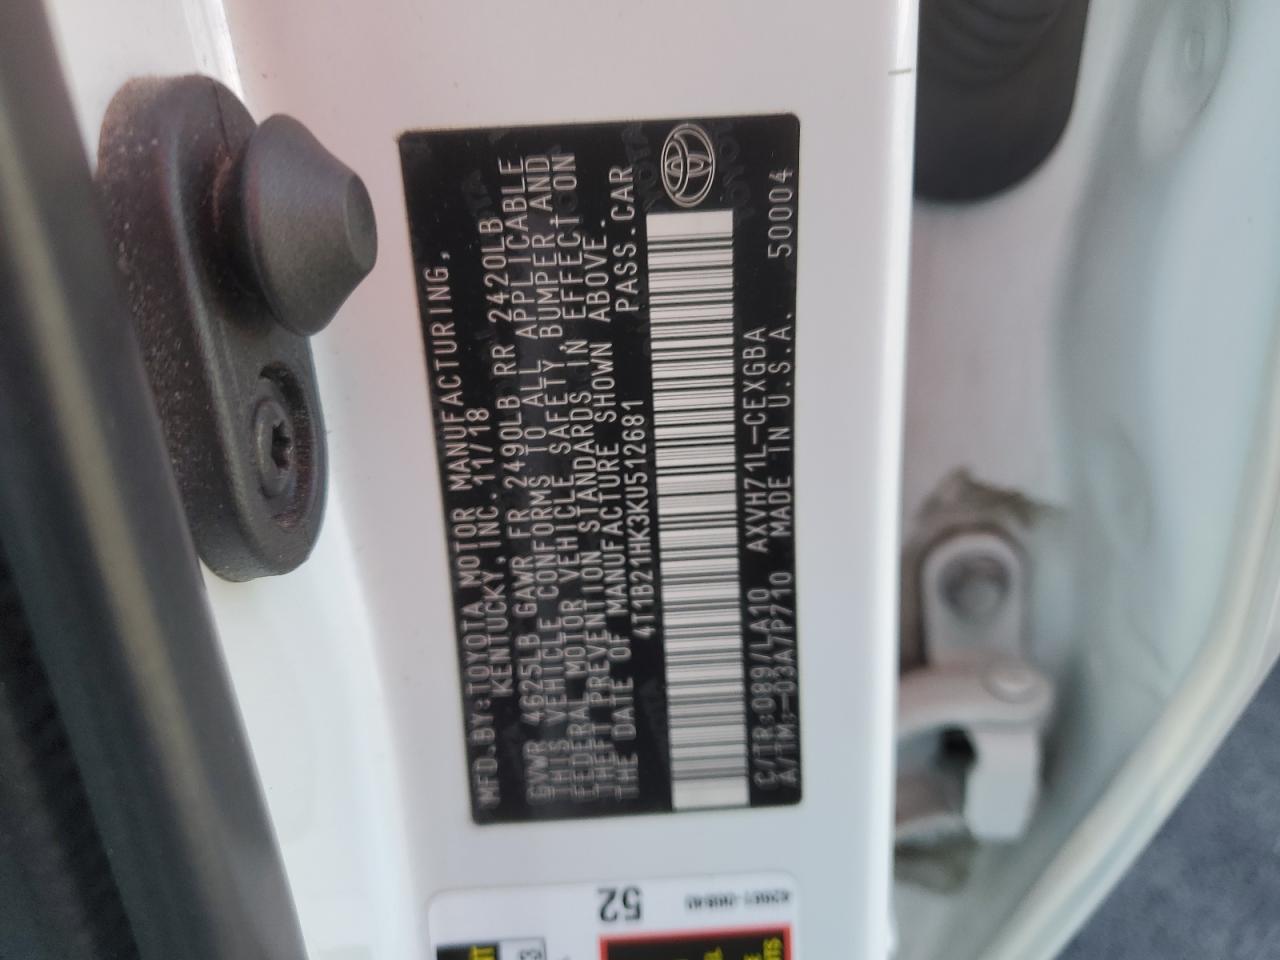 MFD.BY:TOYOTA MOTOR MANUFACTURING,
KENTUCKY, INC. 11/18
GVWR 4625LB GAWR FR 2490LB RR 2420LB
THIS VEHICLE CONFORMS TO ALL APPLICABLE
FEDERAL MOTOR VEHICLE SAFETY, BUMPER, AND
THEFT PREVENTION STANDARDS IN EFFECT ON
THE DATE OF MANUFACTURE SHOWN ABOVE.
4T1B21HK3KU512681 PASS.CAR
C/TR:089/LA10 AXVH71L-CEXGBA
A/TM:-03A/P710 MADE IN U.S.A. 50004
52